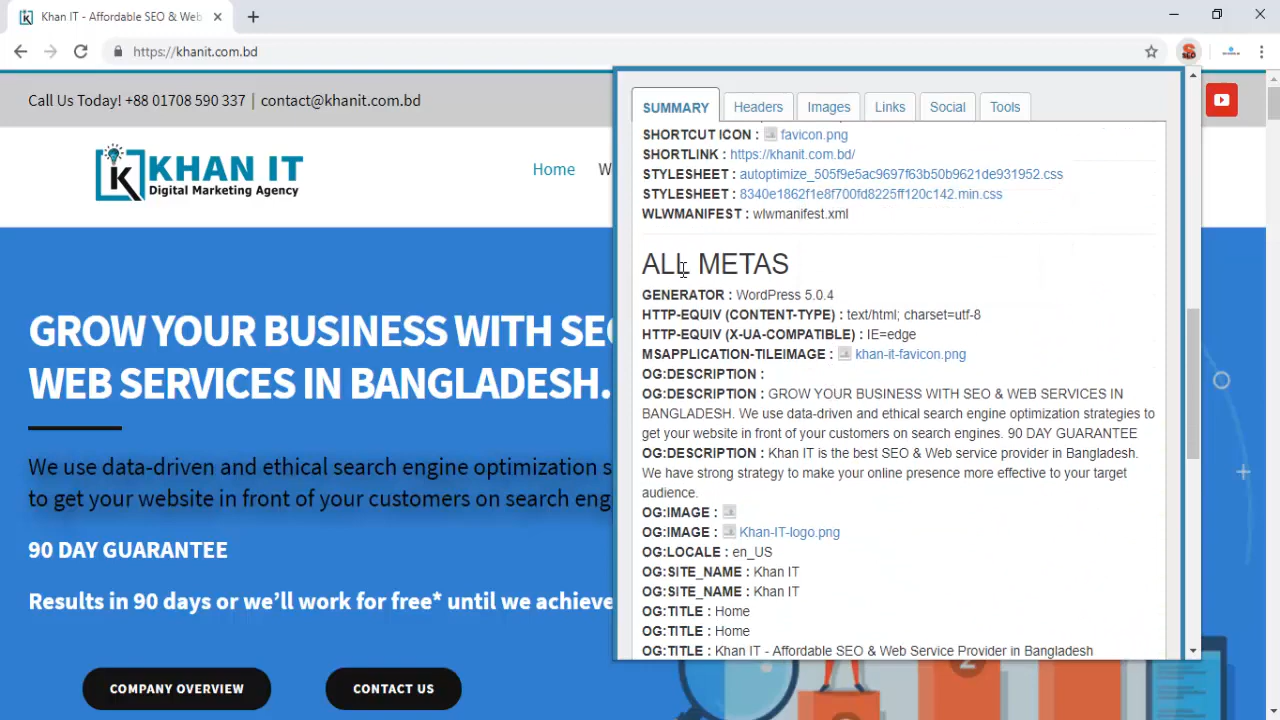 Khan IT - Affordable SEO & Web
https://khanit.com.bd
SEO
Call Us Today! +88 01708 590 337 | contact@khanit.com.bd
KHAN IT
Digital Marketing Agency
Home W
GROW YOUR BUSINESS WITH SEO
WEB SERVICES IN BANGLADESH.
We use data-driven and ethical search engine optimization s
to get your website in front of your customers on search eng
90 DAY GUARANTEE
Results in 90 days or we'll work for free* until we achieve
COMPANY OVERVIEW
CONTACT US
SUMMARY Headers Images Links Social Tools
SHORTCUT ICON : favicon.png
SHORTLINK : https://khanit.com.bd/
STYLESHEET : autoptimize_505f9e5ac9697f63b50b9621de931952.css
STYLESHEET : 8340e1862f1e8f700fd8225ff120c142.min.css
WLWMANIFEST : wlwmanifest.xml
ALL METAS
GENERATOR : WordPress 5.0.4
HTTP-EQUIV (CONTENT-TYPE) : text/html; charset=utf-8
HTTP-EQUIV (X-UA-COMPATIBLE) : IE=edge
MSAPPLICATION-TILEIMAGE : khan-it-favicon.png
OG:DESCRIPTION :
OG:DESCRIPTION : GROW YOUR BUSINESS WITH SEO & WEB SERVICES IN
BANGLADESH. We use data-driven and ethical search engine optimization strategies to
get your website in front of your customers on search engines. 90 DAY GUARANTEE
OG:DESCRIPTION : Khan IT is the best SEO & Web service provider in Bangladesh.
We have strong strategy to make your online presence more effective to your target
audience.
OG:IMAGE :
OG:IMAGE : Khan-IT-logo.png
OG:LOCALE : en_US
OG:SITE_NAME : Khan IT
OG:SITE_NAME : Khan IT
OG:TITLE : Home
OG:TITLE : Home
OG:TITLE : Khan IT - Affordable SEO & Web Service Provider in Bangladesh
2